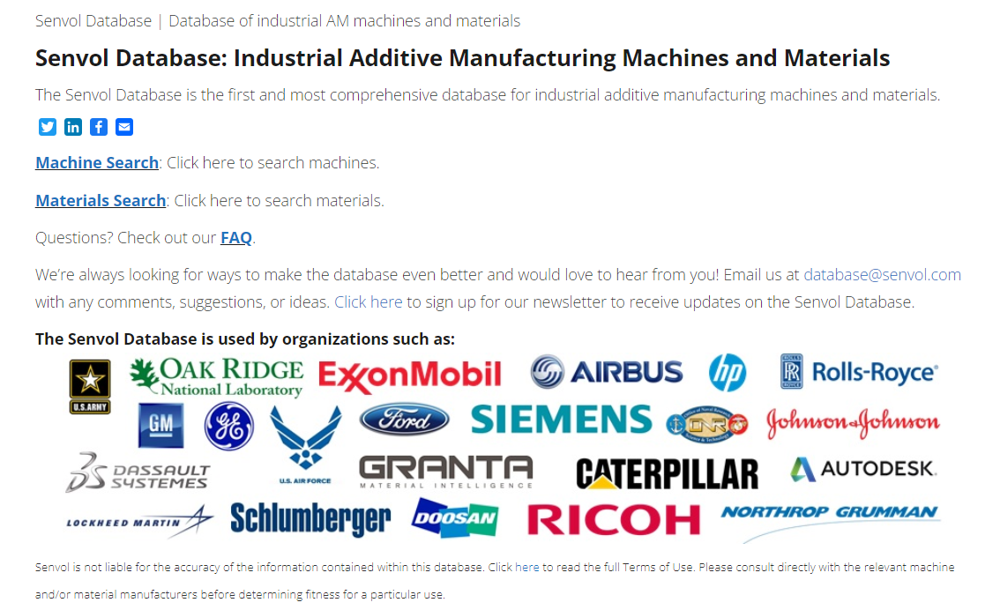 Senvol Database | Database of industrial AM machines and materials
Senvol Database: Industrial Additive Manufacturing Machines and Materials
The Senvol Database is the first and most comprehensive database for industrial additive manufacturing machines and materials.
in f
Machine Search: Click here to search machines.
Materials Search: Click here to search materials.
Questions? Check out our FAQ.
We’re always looking for ways to make the database even better and would love to hear from you! Email us at database@senvol.com
with any comments, suggestions, or ideas. Click here to sign up for our newsletter to receive updates on the Senvol Database.
The Senvol Database is used by organizations such as:
U.S.ARMY OAK RIDGE National Laboratory ExxonMobil AIRBUS hp ROLLS RR ROYCE Rolls-Royce®
GM GE U.S. AIR FORCE Ford SIEMENS ONR Johnson&Johnson
DASSAULT SYSTEMES GRANTA MATERIAL INTELLIGENCE CATERPILLAR AUTODESK.
LOCKHEED MARTIN Schlumberger DOOSAN RICOH NORTHROP GRUMMAN
Senvol is not liable for the accuracy of the information contained within this database. Click here to read the full Terms of Use. Please consult directly with the relevant machine
and/or material manufacturers before determining fitness for a particular use.